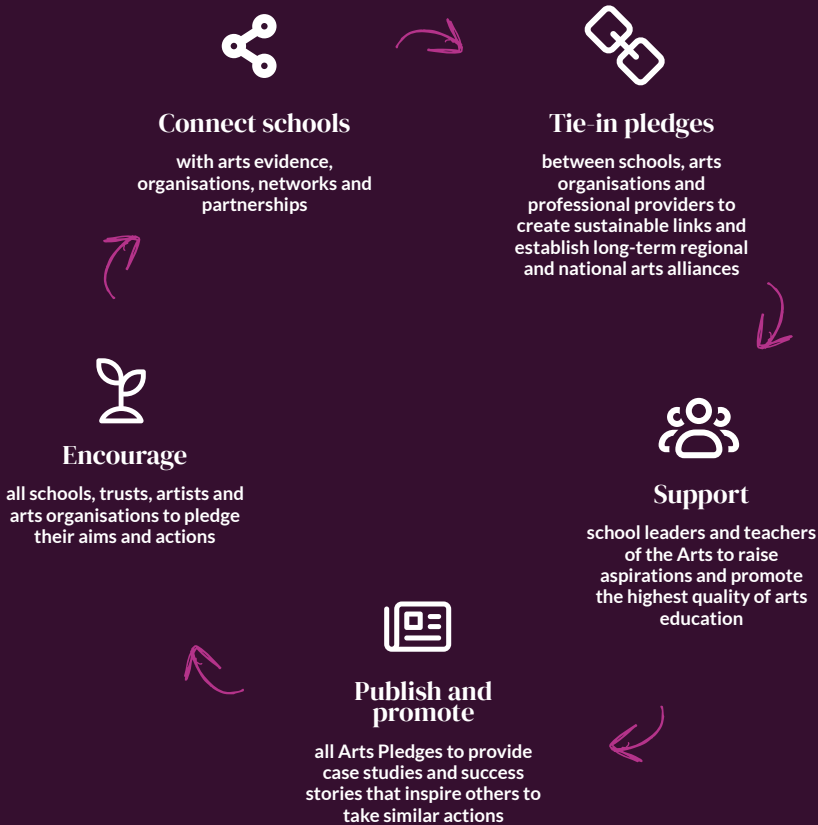 Connect schools
with arts evidence,
organisations, networks and
partnerships
Tie-in pledges
between schools, arts
organisations and
professional providers to
create sustainable links and
establish long-term regional
and national arts alliances
Support
school leaders and teachers
of the Arts to raise
aspirations and promote
the highest quality of arts
education
Publish and
promote
all Arts Pledges to provide
case studies and success
stories that inspire others to
take similar actions
Encourage
all schools, trusts, artists and
arts organisations to pledge
their aims and actions